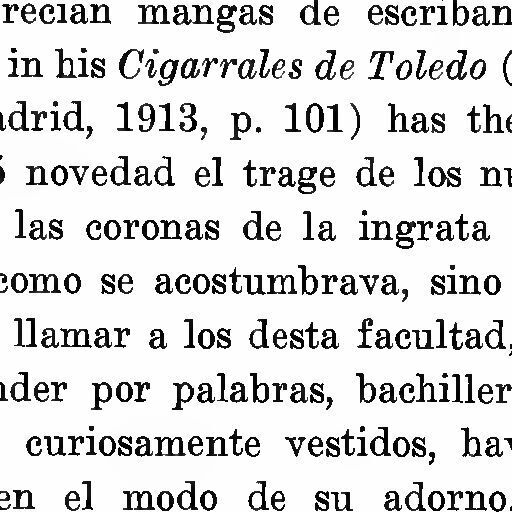 recian mangas de escriban
in his Cigarrales de Toledo (
adrid, 1913, p. 101) has the
ó novedad el trage de los nu
las coronas de la ingrata
como se acostumbrava, sino
llamar a los desta facultad,
nder por palabras, bachiller
curiosamente vestidos, hav
en el modo de su adorno.